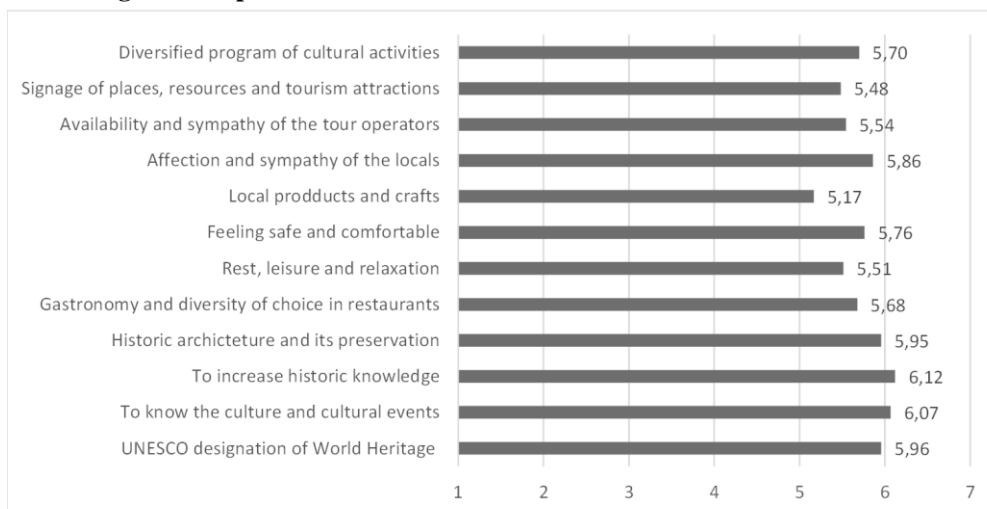 Diversified program of cultural activities 5,70
Signage of places, resources and tourism attractions 5,48
Availability and sympathy of the tour operators 5,54
Affection and sympathy of the locals 5,86
Local prodducts and crafts 5,17
Feeling safe and comfortable 5,76
Rest, leisure and relaxation 5,51
Gastronomy and diversity of choice in restaurants 5,68
Historic archicteture and its preservation 5,95
To increase historic knowledge 6,12
To know the culture and cultural events 6,07
UNESCO designation of World Heritage 5,96
1 2 3 4 5 6 7